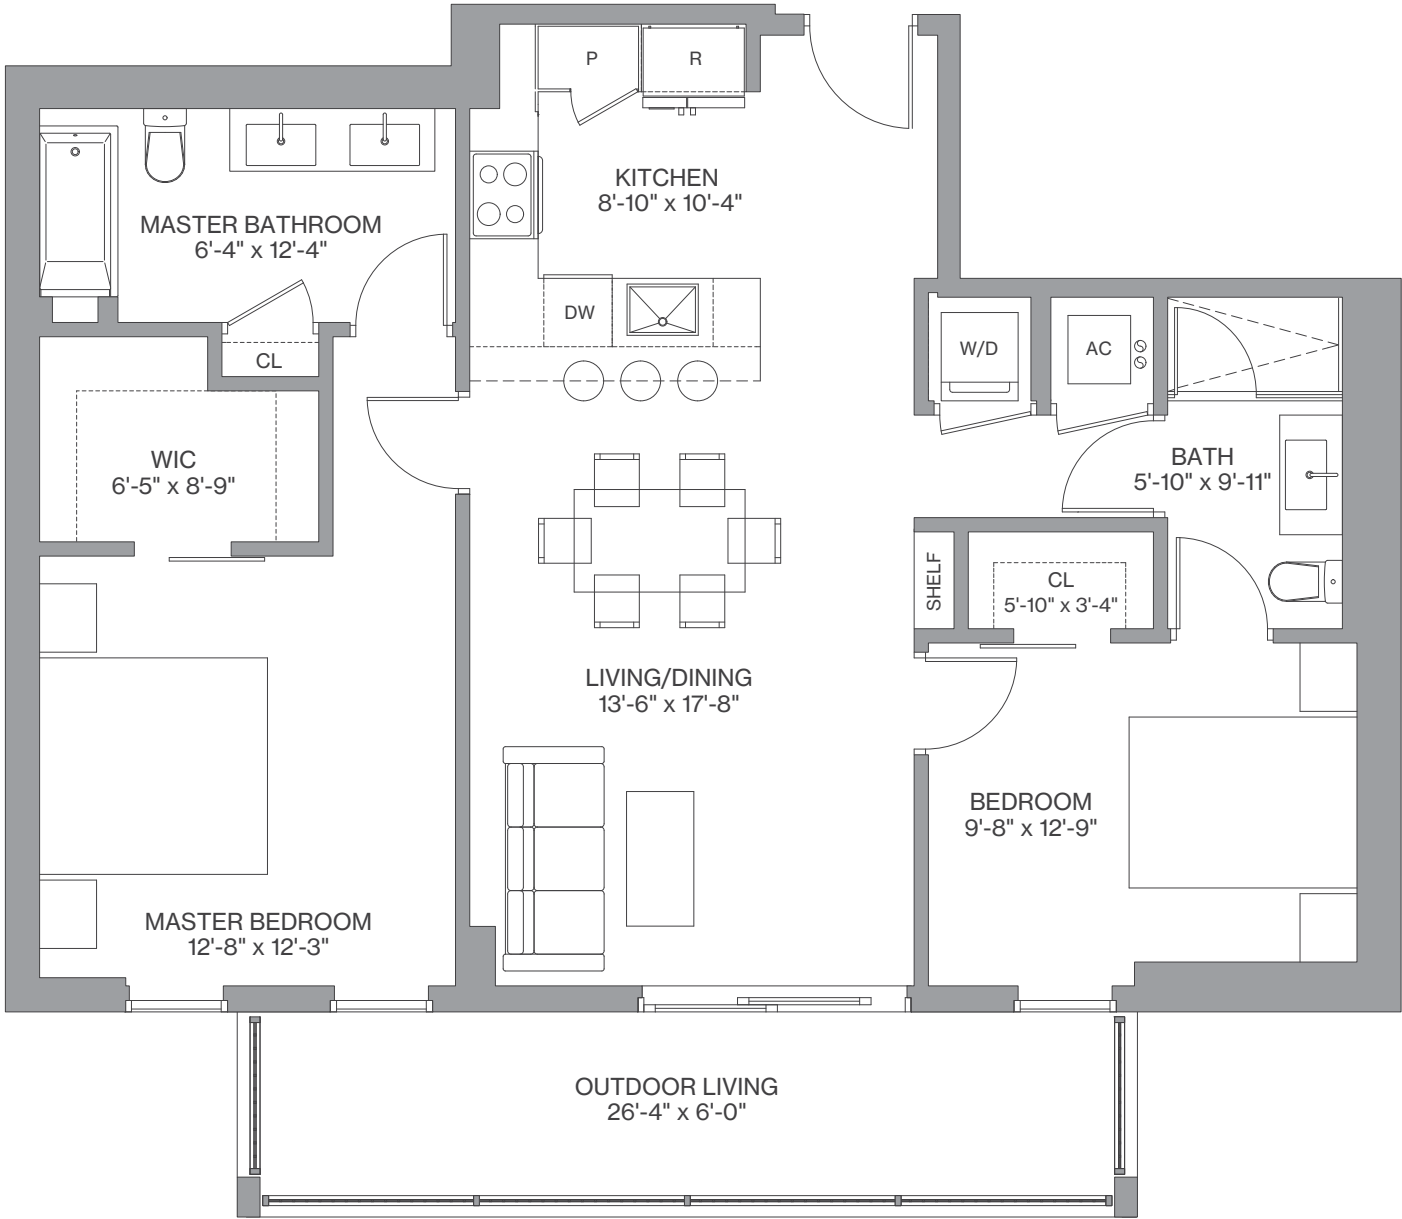 P
R
KITCHEN
8'-10" x 10'-4"
MASTER BATHROOM
6'-4" x 12'-4"
DW
CL
W/D
AC
WIC
6'-5" x 8'-9"
BATH
5'-10" x 9'-11"
SHELF
CL
5'-10" x 3'-4"
LIVING/DINING
13'-6" x 17'-8"
BEDROOM
9'-8" x 12'-9"
MASTER BEDROOM
12'-8" x 12'-3"
OUTDOOR LIVING
26'-4" x 6'-0"